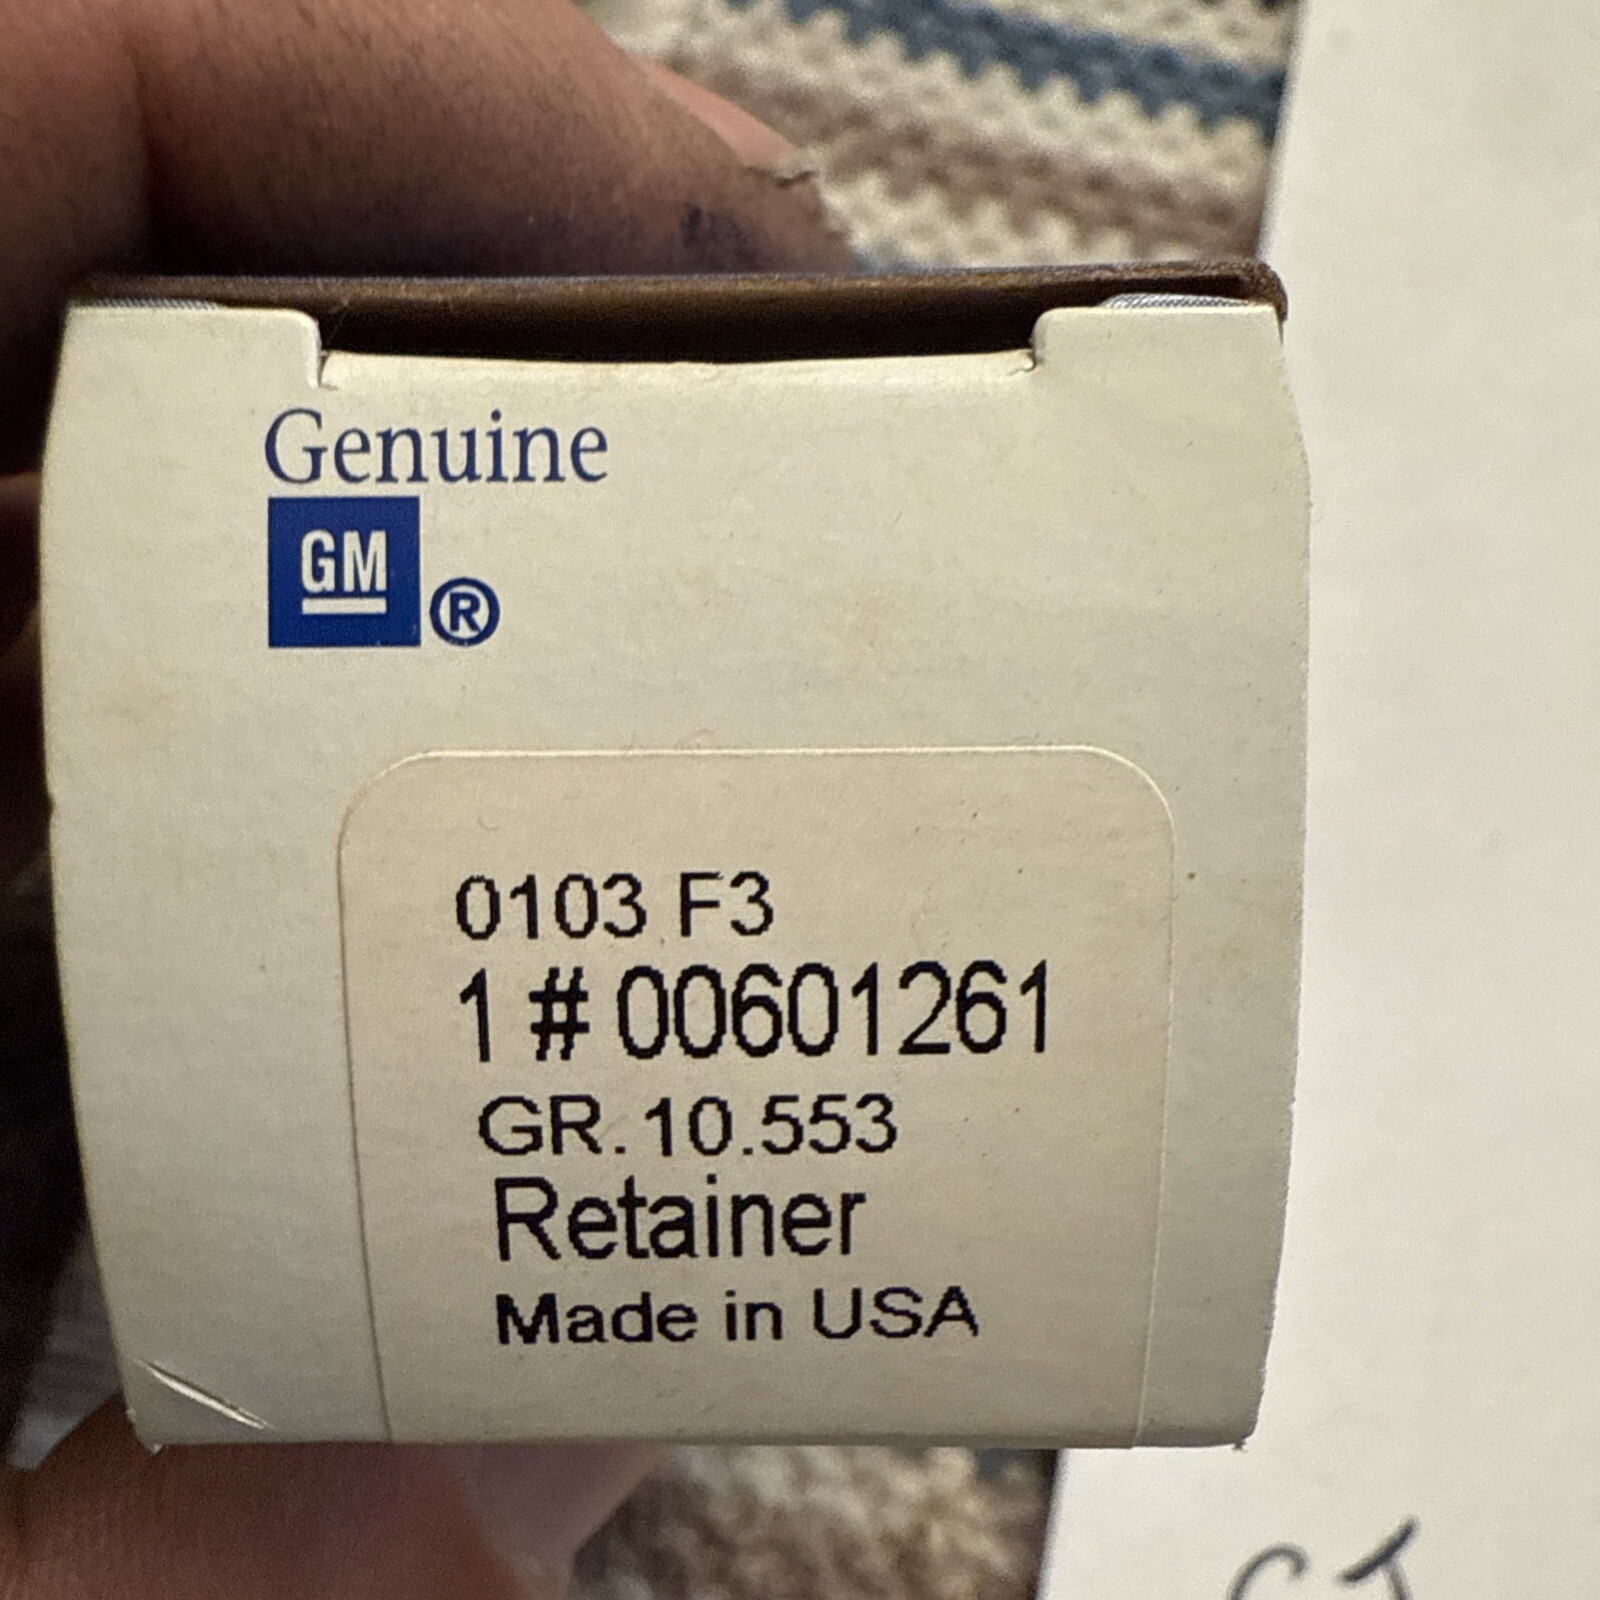 Genuine
GM ®
0103 F3
1 # 00601261
GR.10.553
Retainer
Made in USA